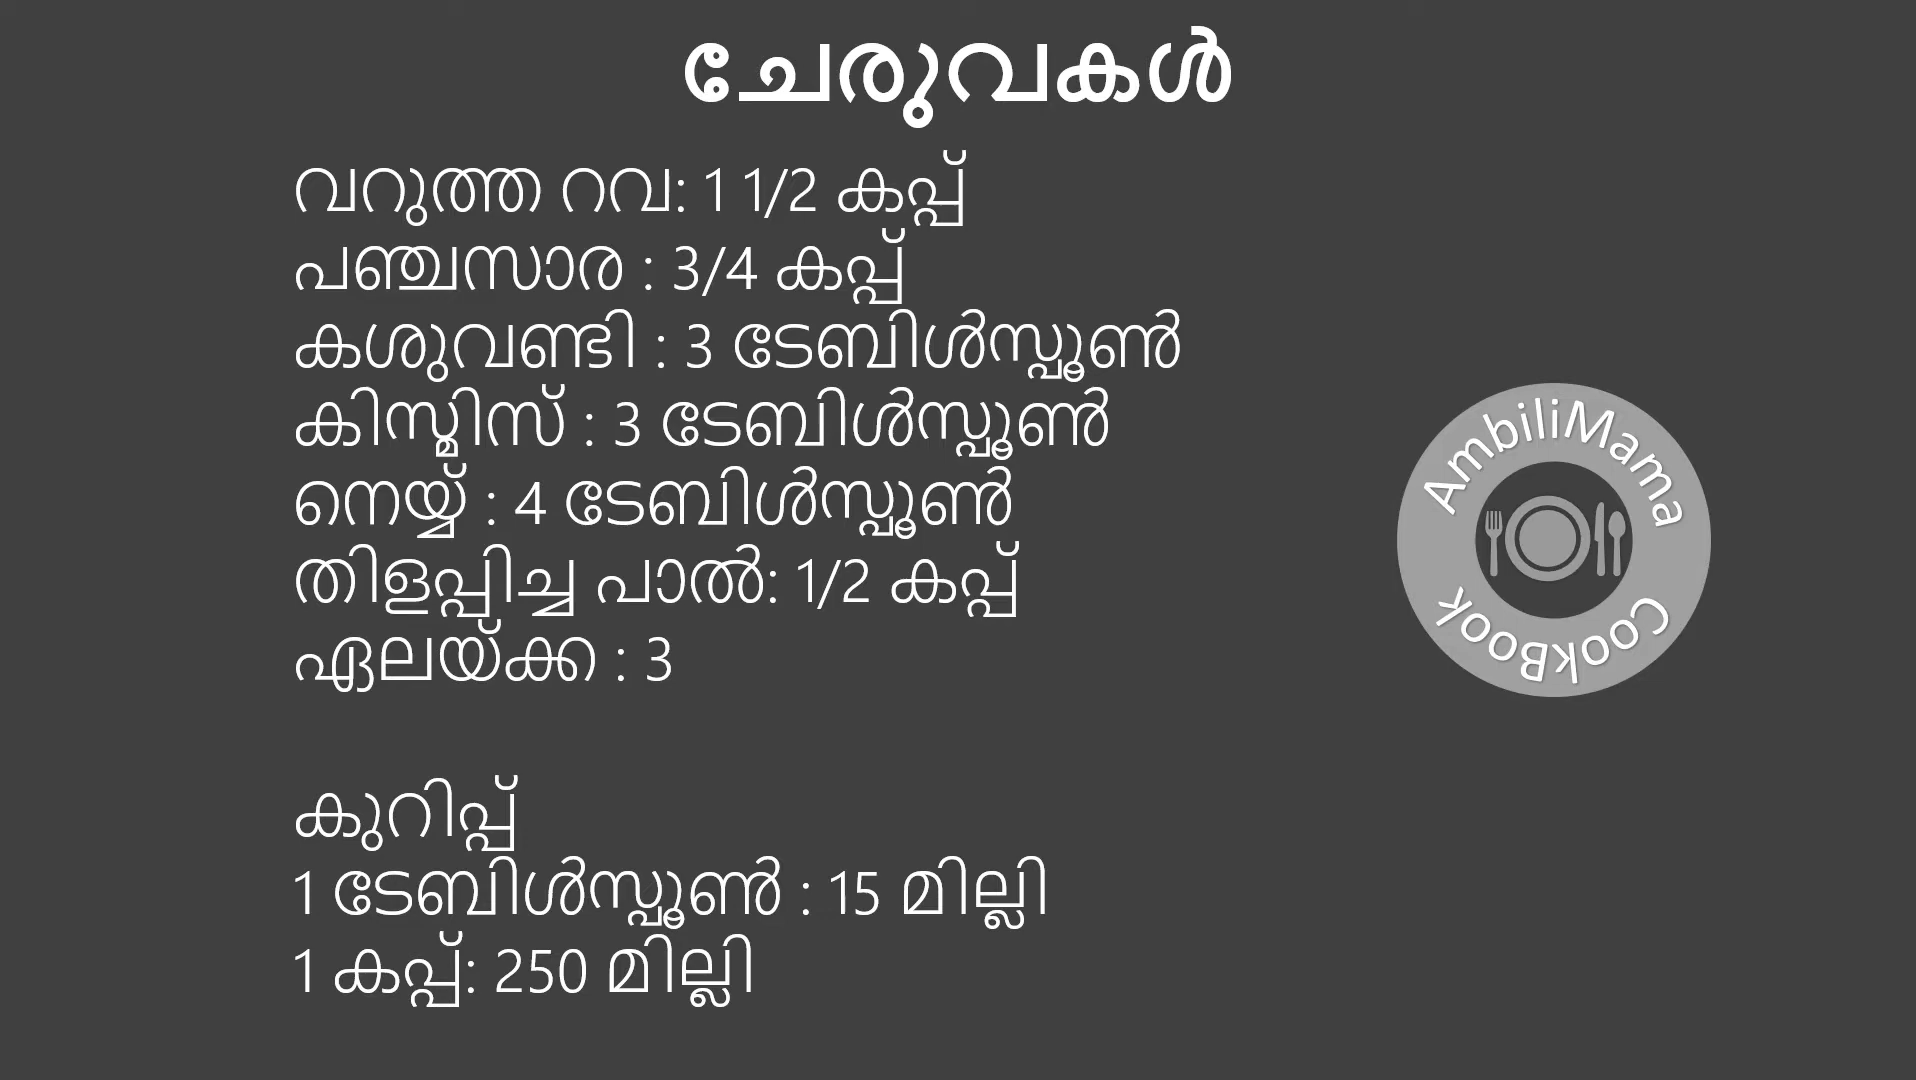 ചേരുവകൾ
വറുത്ത റവ: 1 1/2 കപ്പ്
പഞ്ചസാര : 3/4 കപ്പ്
കശുവണ്ടി : 3 ടേബിൾസ്പൂൺ
കിസ്മിസ് : 3 ടേബിൾസ്പൂൺ
നെയ്യ് : 4 ടേബിൾസ്പൂൺ
തിളപ്പിച്ച പാൽ: 1/2 കപ്പ്
ഏലയ്ക്ക : 3
കുറിപ്പ്
1 ടേബിൾസ്പൂൺ : 15 മില്ലി
1 കപ്പ്: 250 മില്ലി
AmbiliMama
CookBook